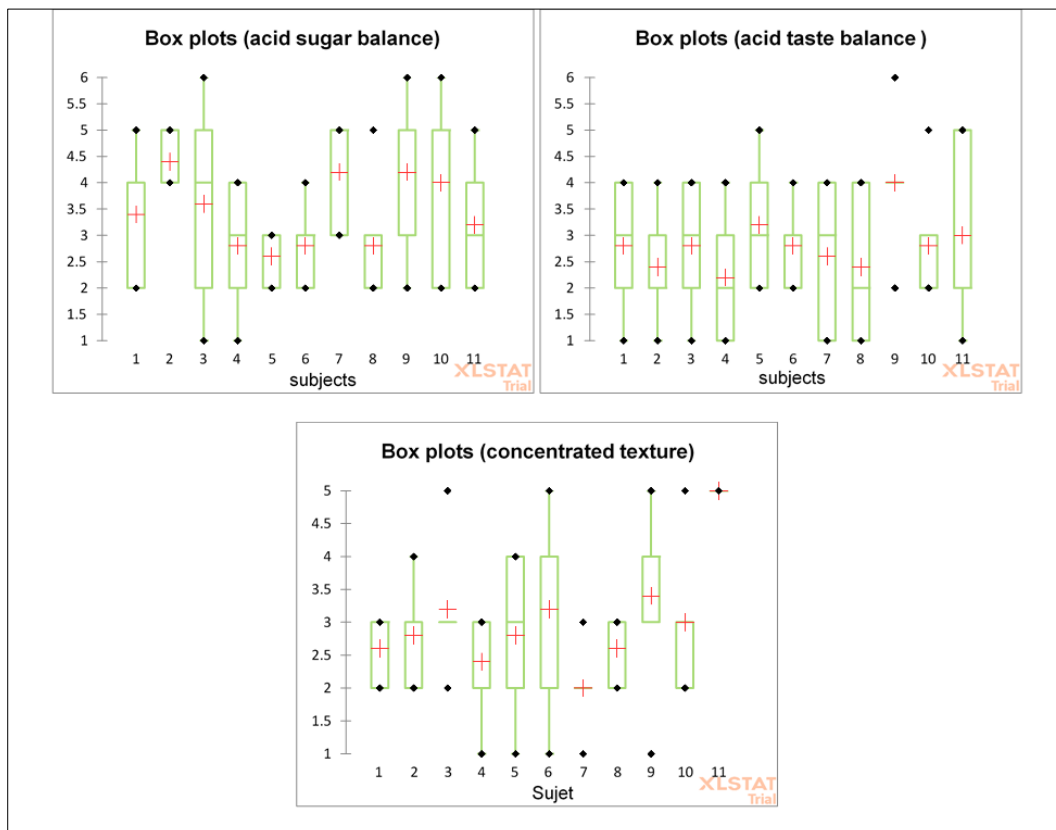 Box plots (acid sugar balance)
6
5.5
5
4.5
4
3.5
3
2.5
2
1.5
1
1 2 3 4 5 6 7 8 9 10 11
subjects
XLSTAT
Trial
Box plots (acid taste balance )
6
5.5
5
4.5
4
3.5
3
2.5
2
1.5
1
1 2 3 4 5 6 7 8 9 10 11
subjects
XLSTAT
Trial
Box plots (concentrated texture)
5
4.5
4
3.5
3
2.5
2
1.5
1
1 2 3 4 5 6 7 8 9 10 11
Sujet
XLSTAT
Trial